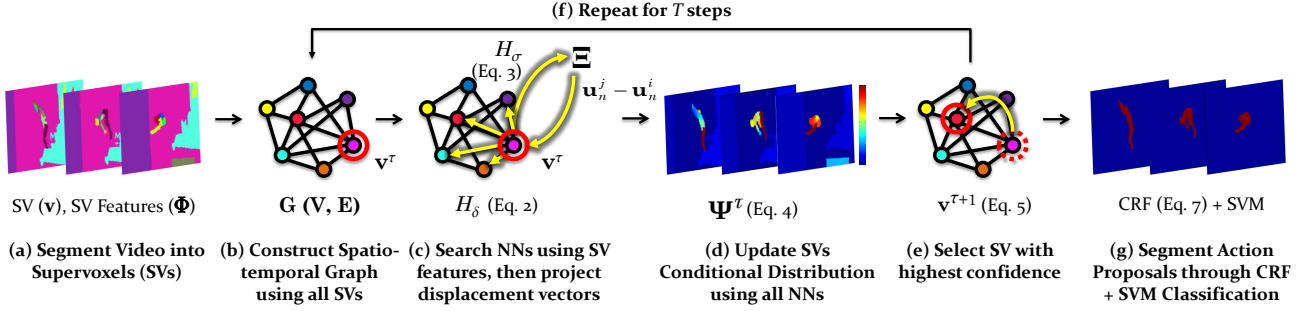 (f) Repeat for T steps
H_σ
(Eq. 3)
Ξ
u_n^j − u_n^i
v^τ
v^τ
SV (v), SV Features (Φ)
G (V, E)
H_δ (Eq. 2)
Ψ^τ (Eq. 4)
v^{τ+1} (Eq. 5)
CRF (Eq. 7) + SVM
(a) Segment Video into
Supervoxels (SVs)
(b) Construct Spatio-
temporal Graph
using all SVs
(c) Search NNs using SV
features, then project
displacement vectors
(d) Update SVs
Conditional Distribution
using all NNs
(e) Select SV with
highest confidence
(g) Segment Action
Proposals through CRF
+ SVM Classification